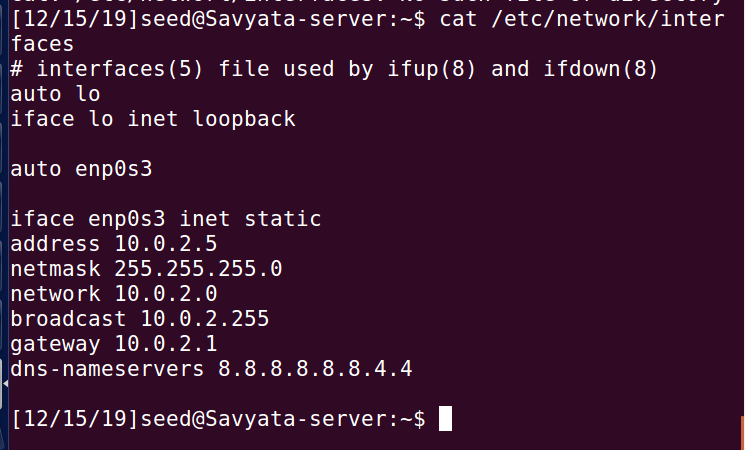 [12/15/19]seed@Savyata-server:~$ cat /etc/network/inter
faces
# interfaces(5) file used by ifup(8) and ifdown(8)
auto lo
iface lo inet loopback
auto enp0s3
iface enp0s3 inet static
address 10.0.2.5
netmask 255.255.255.0
network 10.0.2.0
broadcast 10.0.2.255
gateway 10.0.2.1
dns-nameservers 8.8.8.8.8.8.4.4
[12/15/19]seed@Savyata-server:~$